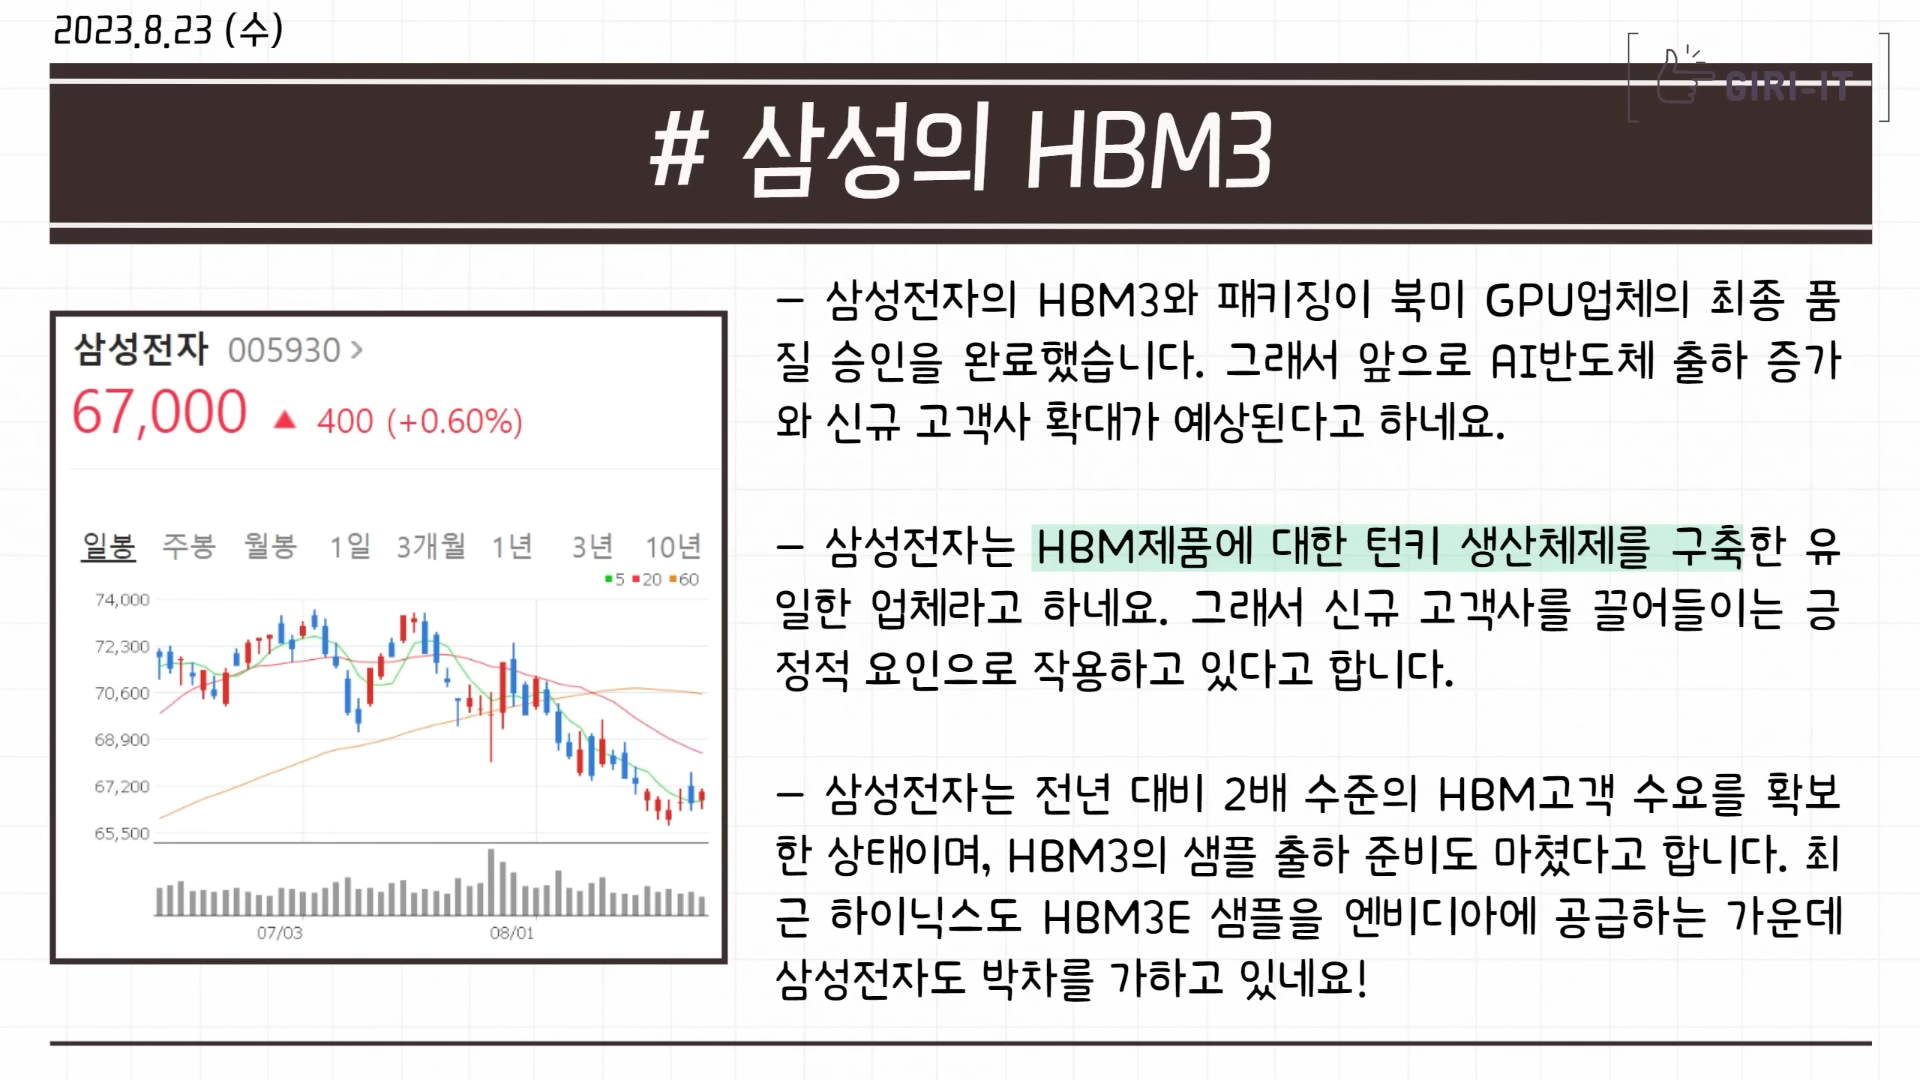 2023.8.23 (수)
GIRI-IT
# 삼성의 HBM3
삼성전자 005930 >
67,000 ▲ 400 (+0.60%)
일봉 주봉 월봉 1일 3개월 1년 3년 10년
5 20 60
74,000
72,300
70,600
68,900
67,200
65,500
07/03 08/01
– 삼성전자의 HBM3와 패키징이 북미 GPU업체의 최종 품
질 승인을 완료했습니다. 그래서 앞으로 AI반도체 출하 증가
와 신규 고객사 확대가 예상된다고 하네요.
– 삼성전자는 HBM제품에 대한 턴키 생산체제를 구축한 유
일한 업체라고 하네요. 그래서 신규 고객사를 끌어들이는 긍
정적 요인으로 작용하고 있다고 합니다.
– 삼성전자는 전년 대비 2배 수준의 HBM고객 수요를 확보
한 상태이며, HBM3의 샘플 출하 준비도 마쳤다고 합니다. 최
근 하이닉스도 HBM3E 샘플을 엔비디아에 공급하는 가운데
삼성전자도 박차를 가하고 있네요!